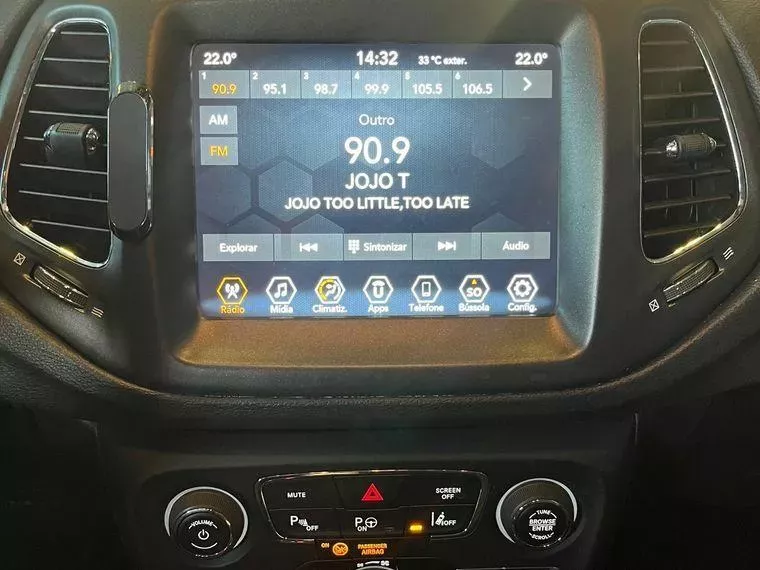 22.0° 14:32 33 °C exter. 22.0°
1 2 3 4 5 6
90.9 95.1 98.7 99.9 105.5 106.5
AM
Outro
FM
90.9
JOJO T
JOJO TOO LITTLE,TOO LATE
Explorar Sintonizar Áudio
SO
Rádio Mídia Climatiz. Apps Telefone Bússola Config.
MUTE SCREEN OFF
P OFF P ON OFF
VOLUME
TUNE
BROWSE
ENTER
SCROLL
ON PASSENGER
AIRBAG